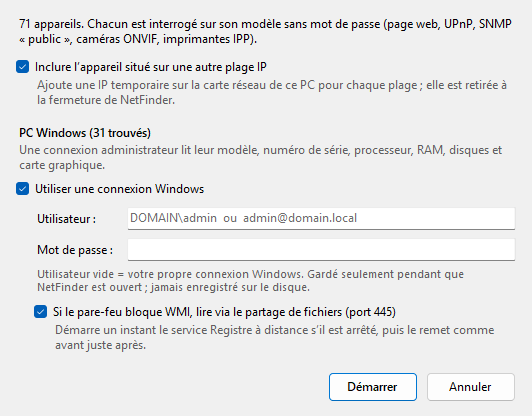 71 appareils. Chacun est interrogé sur son modèle sans mot de passe (page web, UPnP, SNMP
« public », caméras ONVIF, imprimantes IPP).
Inclure l’appareil situé sur une autre plage IP
Ajoute une IP temporaire sur la carte réseau de ce PC pour chaque plage ; elle est retirée à
la fermeture de NetFinder.
PC Windows (31 trouvés)
Une connexion administrateur lit leur modèle, numéro de série, processeur, RAM, disques et
carte graphique.
Utiliser une connexion Windows
Utilisateur :
DOMAIN\admin ou admin@domain.local
Mot de passe :
Utilisateur vide = votre propre connexion Windows. Gardé seulement pendant que
NetFinder est ouvert ; jamais enregistré sur le disque.
Si le pare-feu bloque WMI, lire via le partage de fichiers (port 445)
Démarre un instant le service Registre à distance s’il est arrêté, puis le remet comme
avant juste après.
Démarrer
Annuler